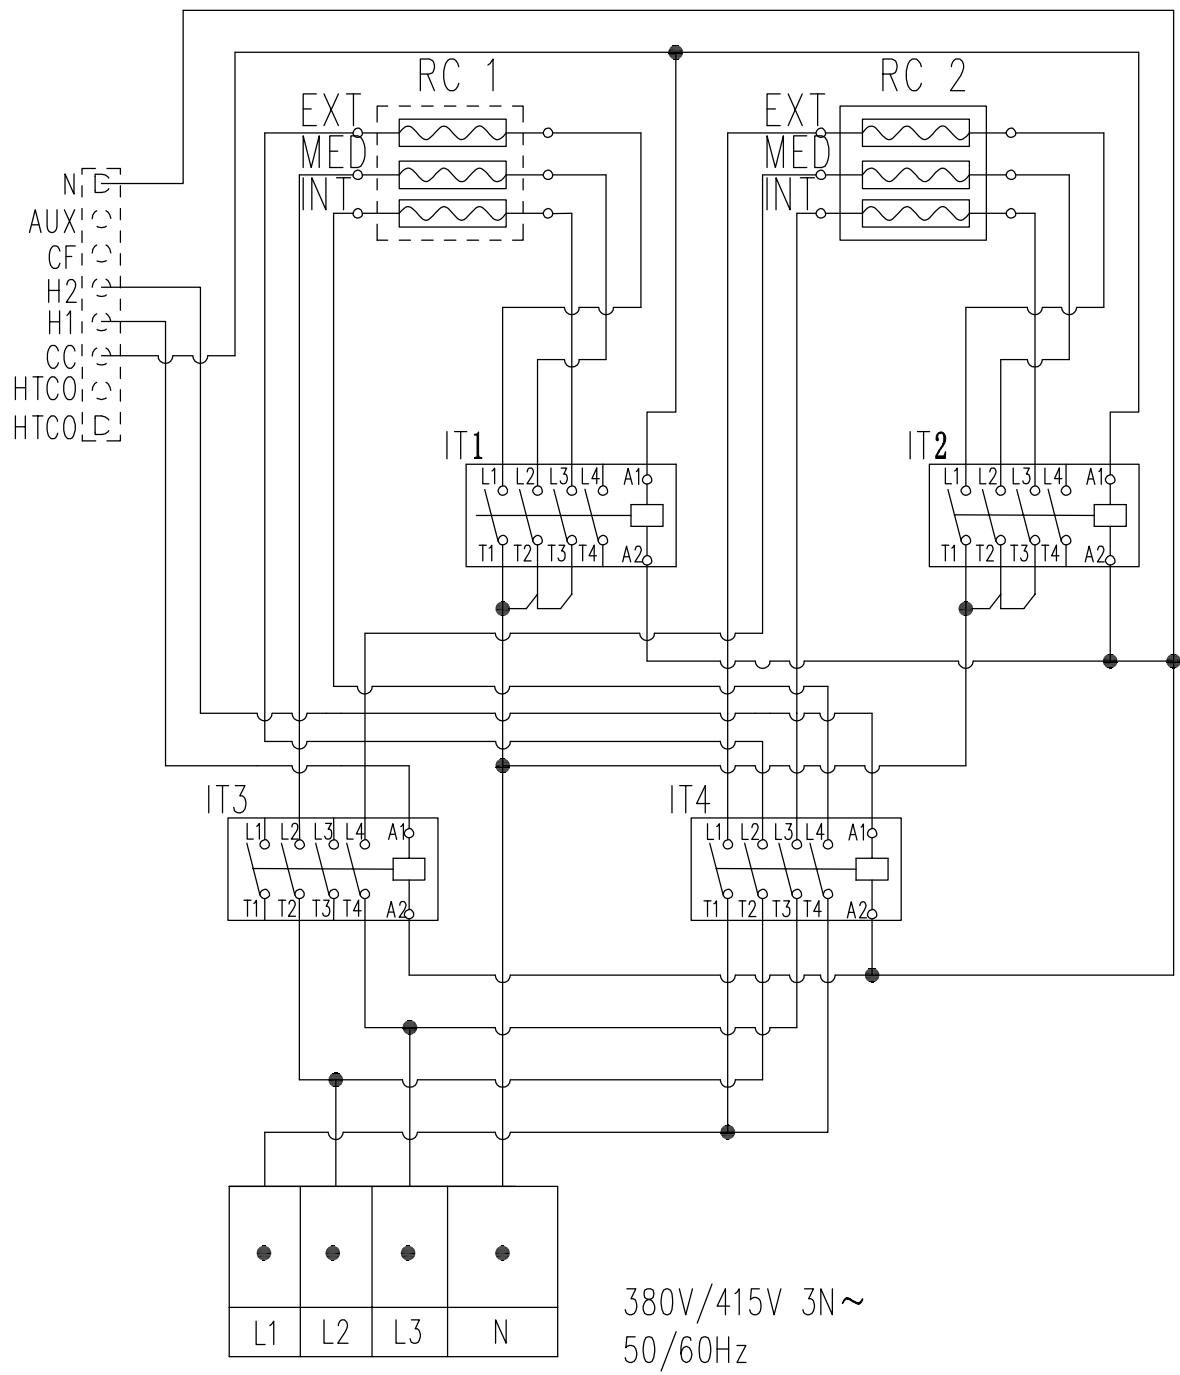 RC 1
RC 2
EXT
MED
INT
EXT
MED
INT
N
AUX
CF
H2
H1
CC
HTCO
HTCO
IT1
L1 L2 L3 L4 A1
T1 T2 T3 T4 A2
IT2
L1 L2 L3 L4 A1
T1 T2 T3 T4 A2
IT3
L1 L2 L3 L4 A1
T1 T2 T3 T4 A2
IT4
L1 L2 L3 L4 A1
T1 T2 T3 T4 A2
L1 L2 L3 N
380V/415V 3N~
50/60Hz